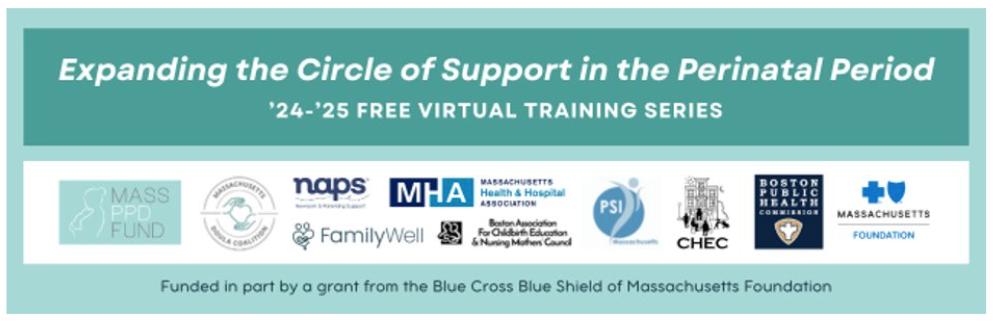 Expanding the Circle of Support in the Perinatal Period
'24-'25 FREE VIRTUAL TRAINING SERIES
MASS
PPD
FUND
MASSACHUSETTS
DOULA COALITION
naps
Newborn & Parenting Support
FamilyWell
MHA
MASSACHUSETTS
Health & Hospital
ASSOCIATION
Boston Association
For Childbirth Education
& Nursing Mothers' Council
PSI
Massachusetts
CHEC
BOSTON
PUBLIC
HEALTH
COMMISSION
MASSACHUSETTS
FOUNDATION
Funded in part by a grant from the Blue Cross Blue Shield of Massachusetts Foundation